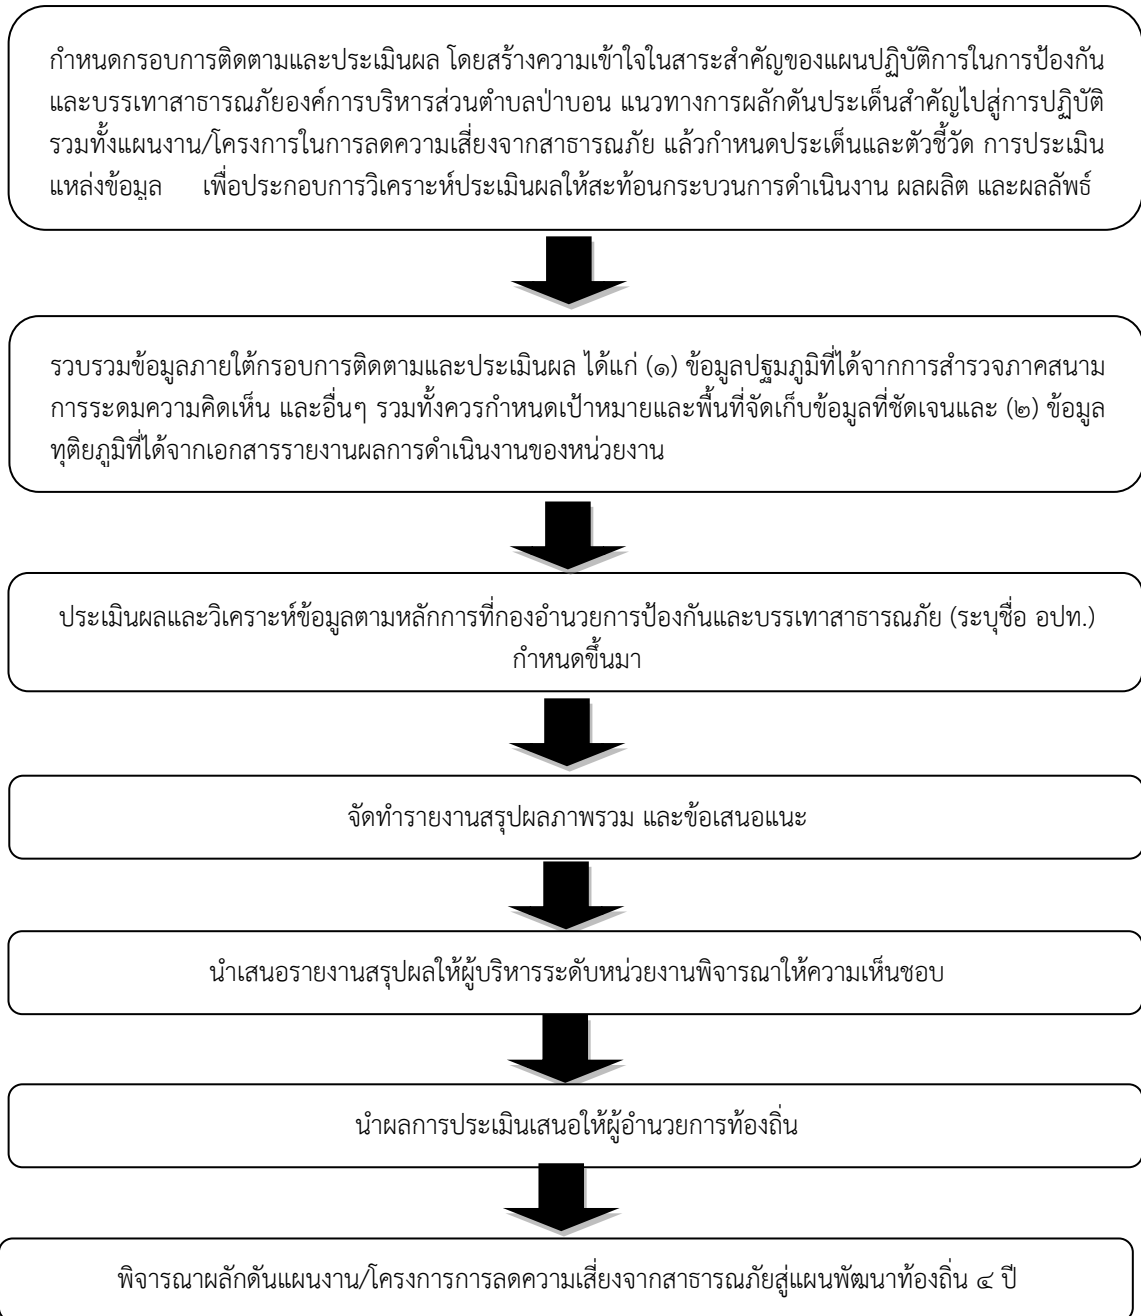 กำหนดกรอบการติดตามและประเมินผล โดยสร้างความเข้าใจในสาระสำคัญของแผนปฏิบัติการในการป้องกัน
และบรรเทาสาธารณภัยองค์การบริหารส่วนตำบลป่าบอน แนวทางการผลักดันประเด็นสำคัญไปสู่การปฏิบัติ
รวมทั้งแผนงาน/โครงการในการลดความเสี่ยงจากสาธารณภัย แล้วกำหนดประเด็นและตัวชี้วัด การประเมิน
แหล่งข้อมูล เพื่อประกอบการวิเคราะห์ประเมินผลให้สะท้อนกระบวนการดำเนินงาน ผลผลิต และผลลัพธ์
รวบรวมข้อมูลภายใต้กรอบการติดตามและประเมินผล ได้แก่ (๑) ข้อมูลปฐมภูมิที่ได้จากการสำรวจภาคสนาม
การระดมความคิดเห็น และอื่นๆ รวมทั้งควรกำหนดเป้าหมายและพื้นที่จัดเก็บข้อมูลที่ชัดเจนและ (๒) ข้อมูล
ทุติยภูมิที่ได้จากเอกสารรายงานผลการดำเนินงานของหน่วยงาน
ประเมินผลและวิเคราะห์ข้อมูลตามหลักการที่กองอำนวยการป้องกันและบรรเทาสาธารณภัย (ระบุชื่อ อปท.)
กำหนดขึ้นมา
จัดทำรายงานสรุปผลภาพรวม และข้อเสนอแนะ
นำเสนอรายงานสรุปผลให้ผู้บริหารระดับหน่วยงานพิจารณาให้ความเห็นชอบ
นำผลการประเมินเสนอให้ผู้อำนวยการท้องถิ่น
พิจารณาผลักดันแผนงาน/โครงการการลดความเสี่ยงจากสาธารณภัยสู่แผนพัฒนาท้องถิ่น ๔ ปี